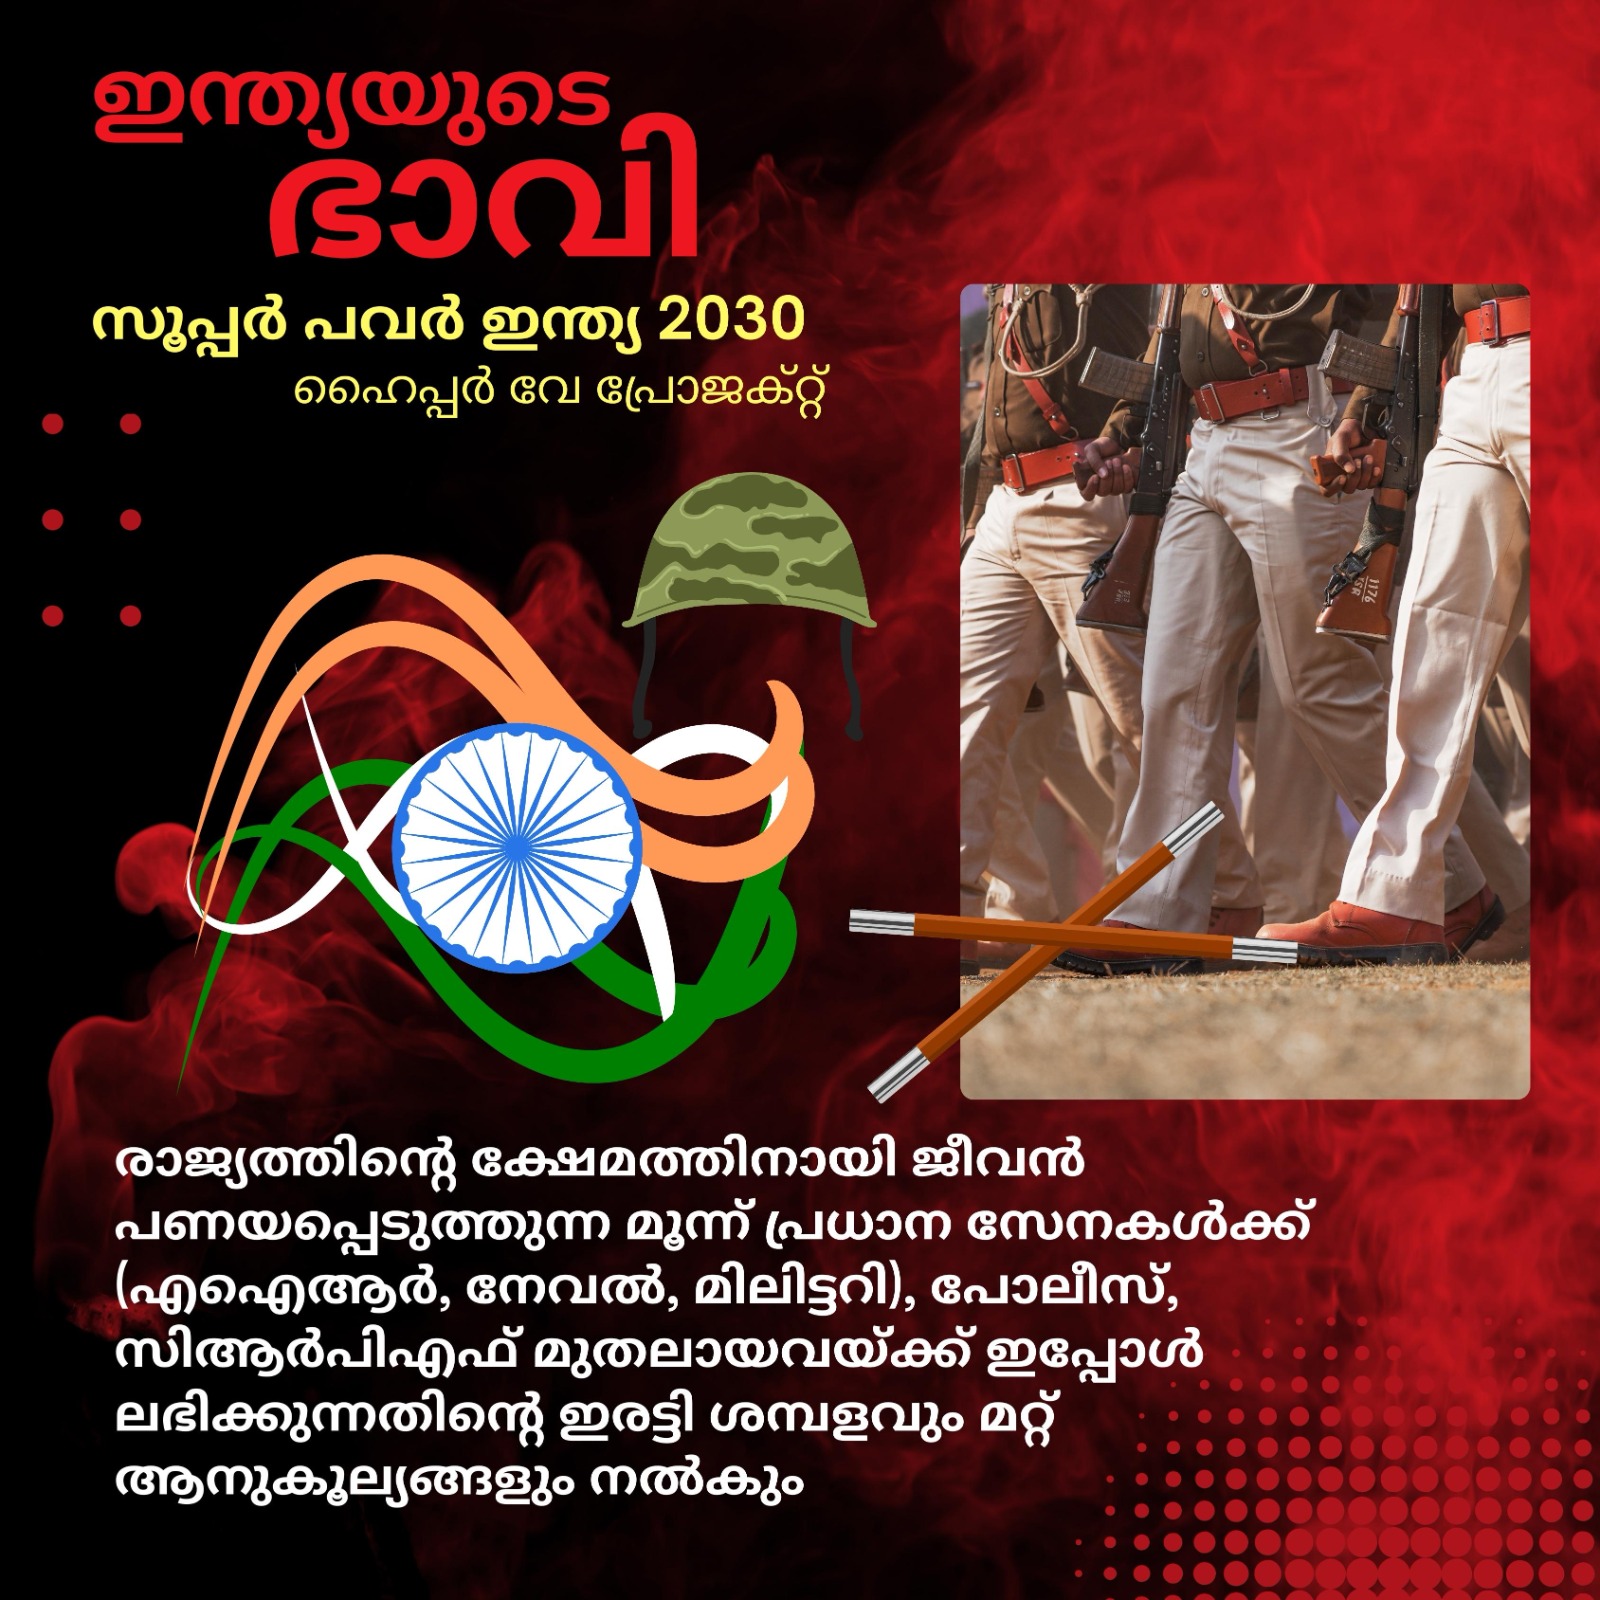 ഇന്ത്യയുടെ
ഭാവി
സൂപ്പർ പവർ ഇന്ത്യ 2030
ഹൈപ്പർ വേ പ്രോജക്റ്റ്
1176
രാജ്യത്തിന്റെ ക്ഷേമത്തിനായി ജീവൻ
പണയപ്പെടുത്തുന്ന മൂന്ന് പ്രധാന സേനകൾക്ക്
(എഐആർ, നേവൽ, മിലിട്ടറി), പോലീസ്,
സിആർപിഎഫ് മുതലായവയ്ക്ക് ഇപ്പോൾ
ലഭിക്കുന്നതിന്റെ ഇരട്ടി ശമ്പളവും മറ്റ്
ആനുകൂല്യങ്ങളും നൽകും